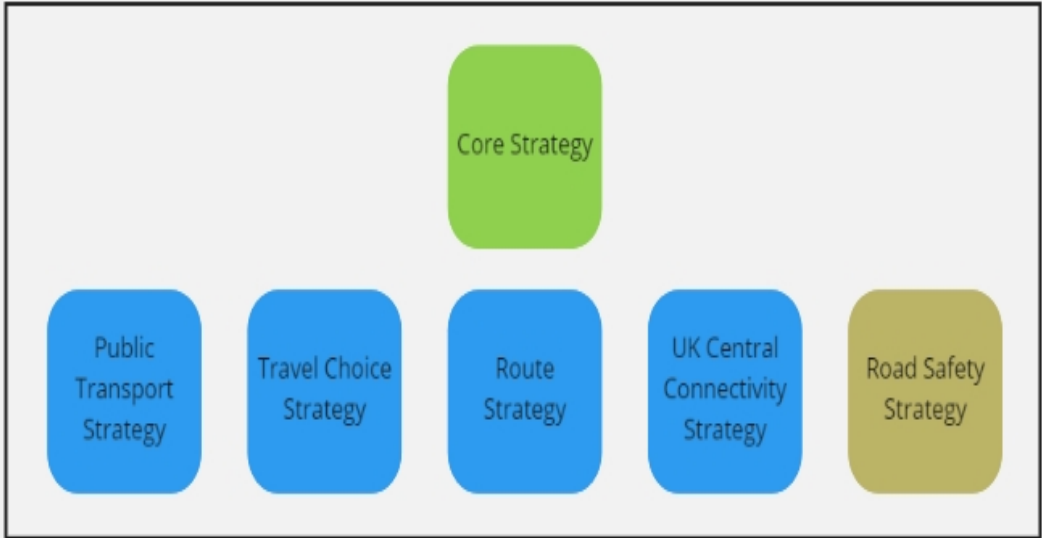 Core Strategy
Public
Transport
Strategy
Travel Choice
Strategy
Route
Strategy
UK Central
Connectivity
Strategy
Road Safety
Strategy